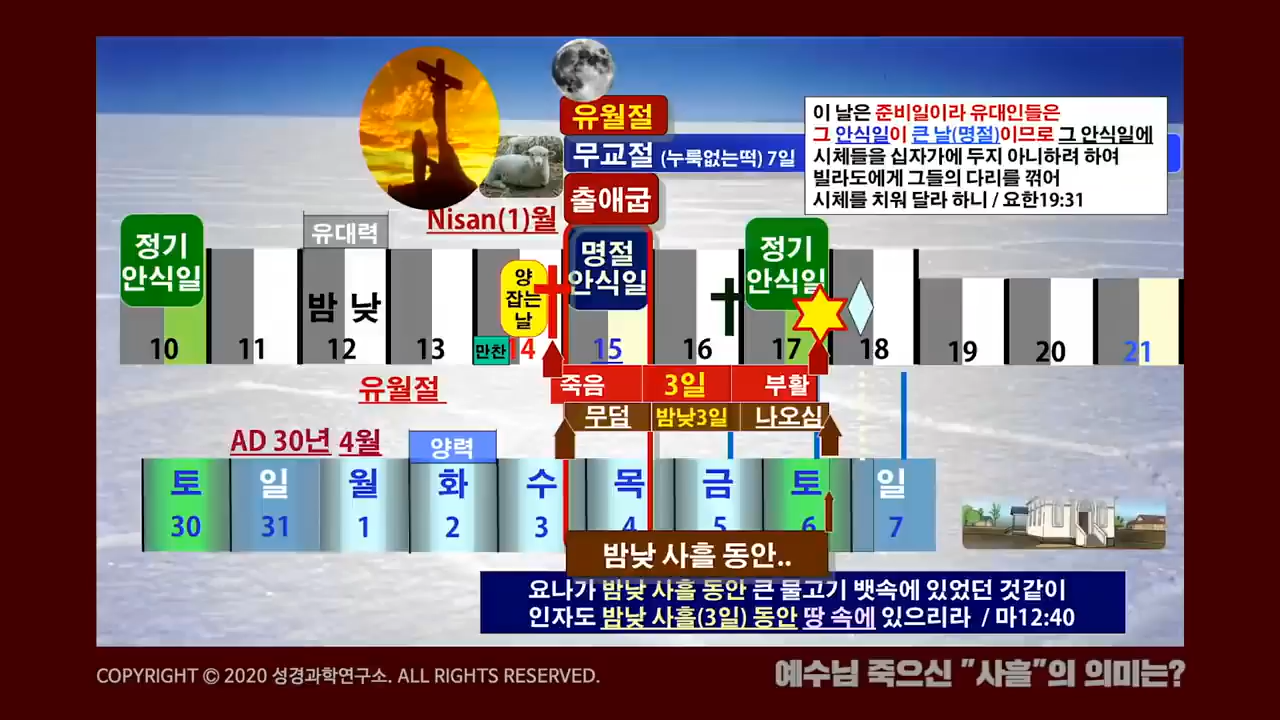 유월절
무교절 (누룩없는떡) 7일
출애굽
이 날은 준비일이라 유대인들은
그 안식일이 큰 날(명절)이므로 그 안식일에
시체들을 십자가에 두지 아니하려 하여
빌라도에게 그들의 다리를 꺾어
시체를 치워 달라 하니 / 요한19:31
Nisan(1)월
유대력
정기
안식일
명절
안식일
정기
안식일
밤 낮
양
잡는
날
만찬
10 11 12 13 14 15 16 17 18 19 20 21
유월절
죽음 3일 부활
무덤 밤낮3일 나오심
AD 30년 4월
양력
토 일 월 화 수 목 금 토 일
30 31 1 2 3 4 5 6 7
밤낮 사흘 동안..
요나가 밤낮 사흘 동안 큰 물고기 뱃속에 있었던 것같이
인자도 밤낮 사흘(3일) 동안 땅 속에 있으리라 / 마12:40
COPYRIGHT © 2020 성경과학연구소. ALL RIGHTS RESERVED.
예수님 죽으신 "사흘"의 의미는?